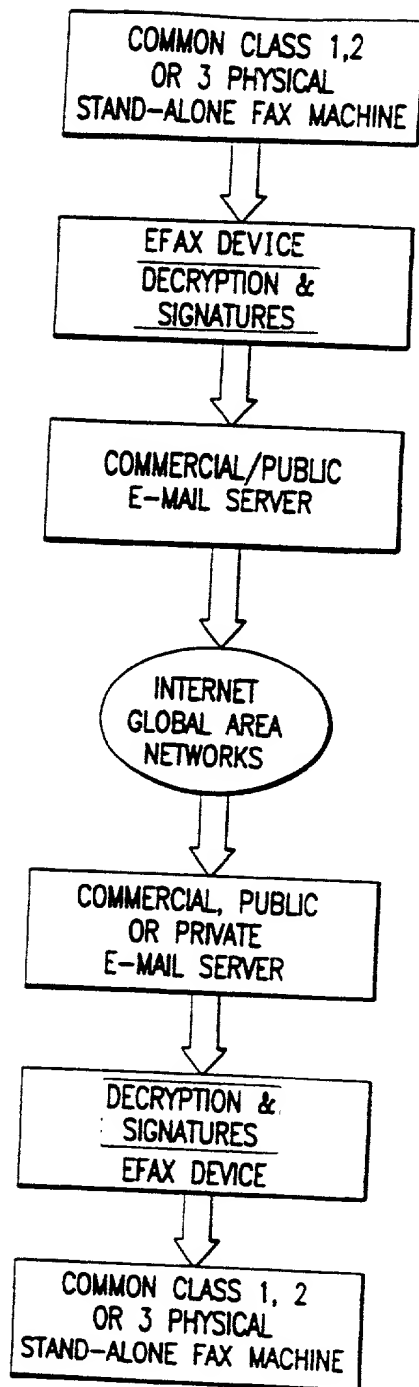 COMMON CLASS 1,2
OR 3 PHYSICAL
STAND-ALONE FAX MACHINE
EFAX DEVICE
DECRYPTION &
SIGNATURES
COMMERCIAL/PUBLIC
E-MAIL SERVER
INTERNET
GLOBAL AREA
NETWORKS
COMMERCIAL, PUBLIC
OR PRIVATE
E-MAIL SERVER
DECRYPTION &
SIGNATURES
EFAX DEVICE
COMMON CLASS 1, 2
OR 3 PHYSICAL
STAND-ALONE FAX MACHINE